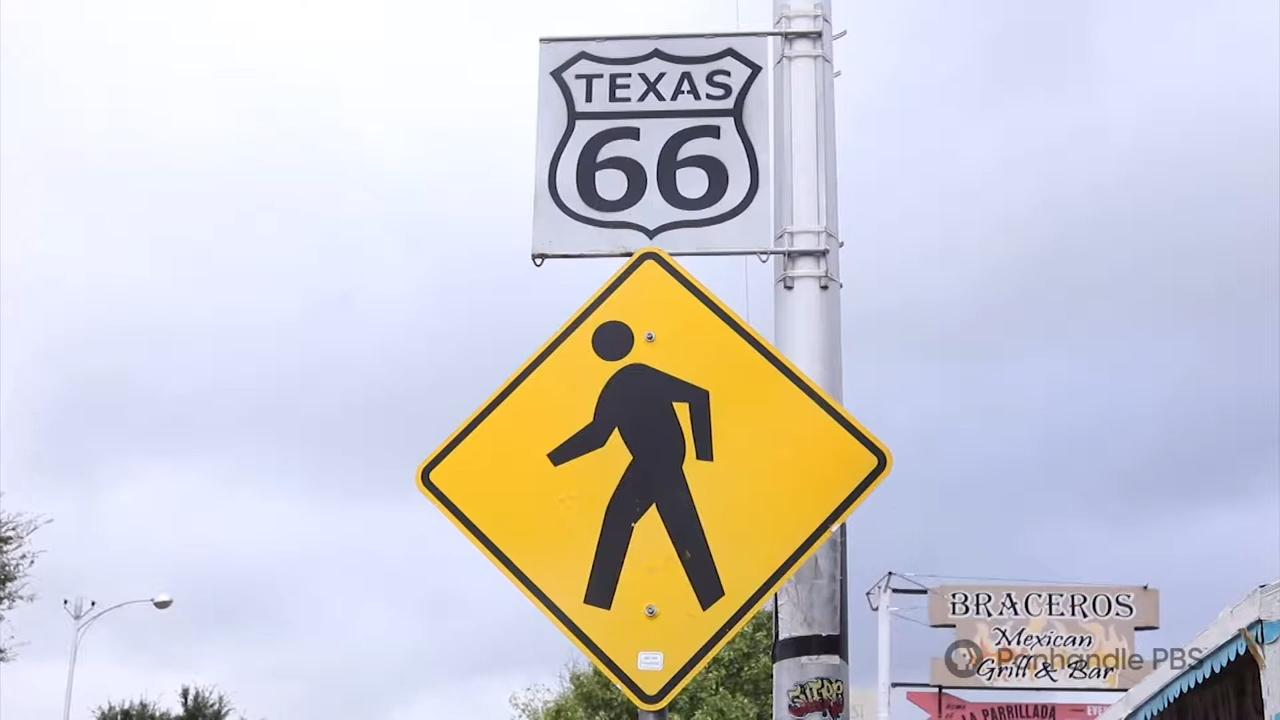 TEXAS
66
BRACEROS
Mexican
Grill & Bar
Panhandle PBS
LA PARRILLADA